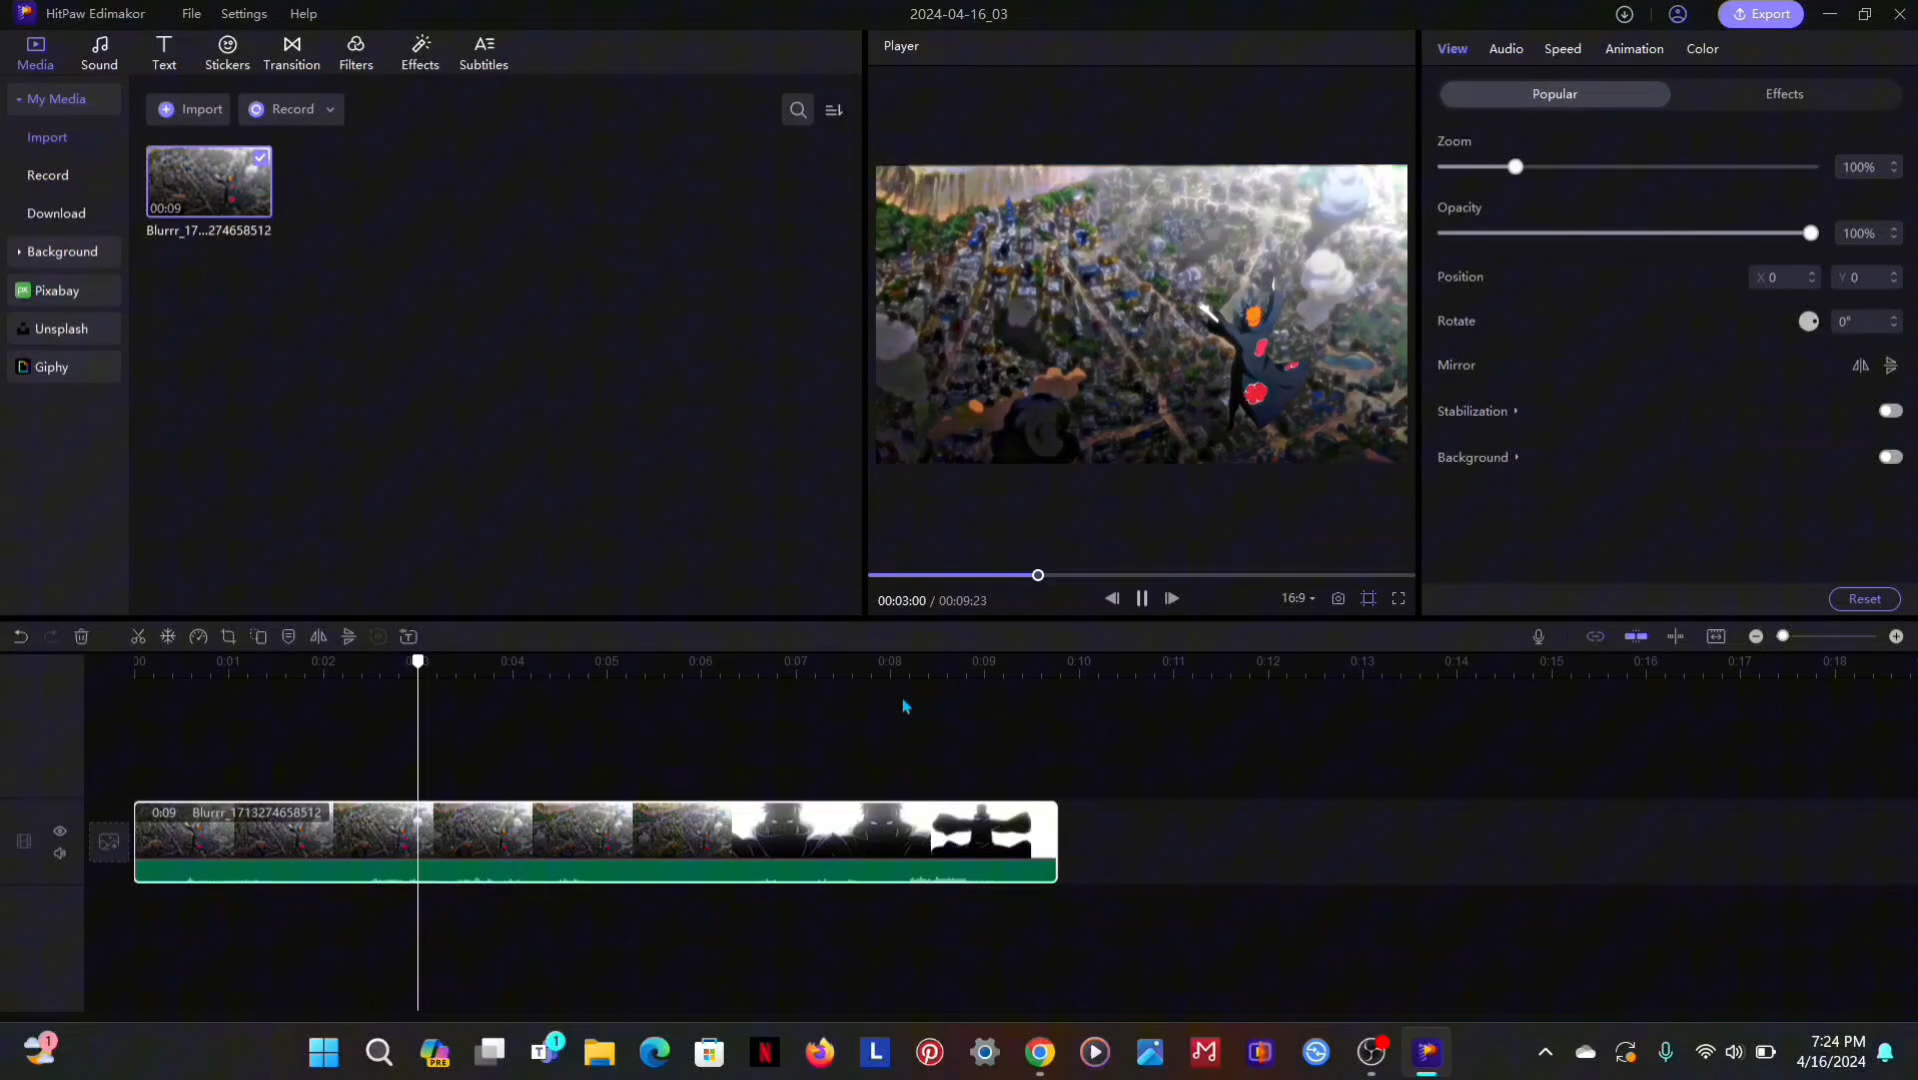 HitPaw Edimakor File Settings Help 2024-04-16_03 Export
Media Sound Text Stickers Transition Filters Effects Subtitles
My Media
Import
Record
Download
Background
Pixabay
Unsplash
Giphy
Import Record
00:09
Blurrr_17...274658512
Player
00:03:00 / 00:09:23 16:9
View Audio Speed Animation Color
Popular Effects
Zoom
100%
Opacity
100%
Position X 0 Y 0
Rotate 0°
Mirror
Stabilization
Background
Reset
0:01 0:02 0:04 0:05 0:06 0:07 0:08 0:09 0:10 0:11 0:12 0:13 0:14 0:15 0:16 0:17 0:18
0:09 Blurrr_1713274658512
1
PRE
1
N
L
7:24 PM
4/16/2024